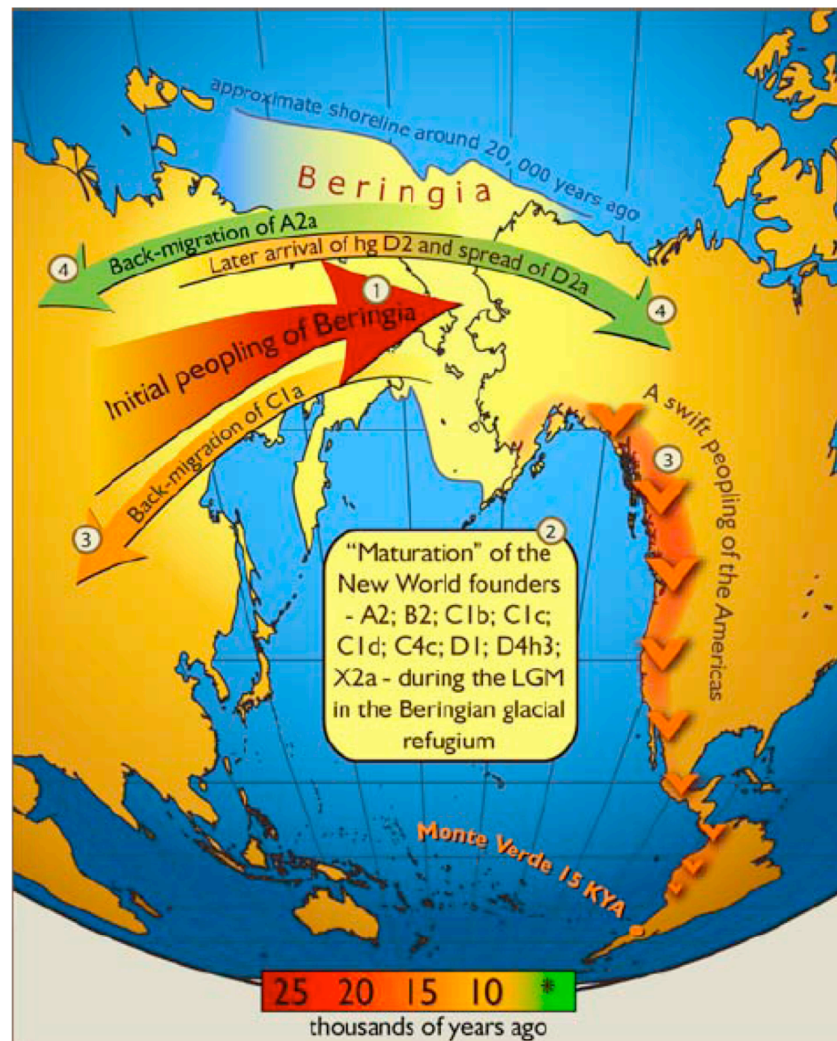 approximate shoreline around 20, 000 years ago
Beringia
Back-migration of A2a
4
Later arrival of hg D2 and spread of D2a
4
1
Initial peopling of Beringia
Back-migration of C1a
3
A swift peopling of the Americas
3
2
“Maturation” of the
New World founders
- A2; B2; C1b; C1c;
C1d; C4c; D1; D4h3;
X2a - during the LGM
in the Beringian glacial
refugium
Monte Verde 15 KYA
25 20 15 10 *
thousands of years ago